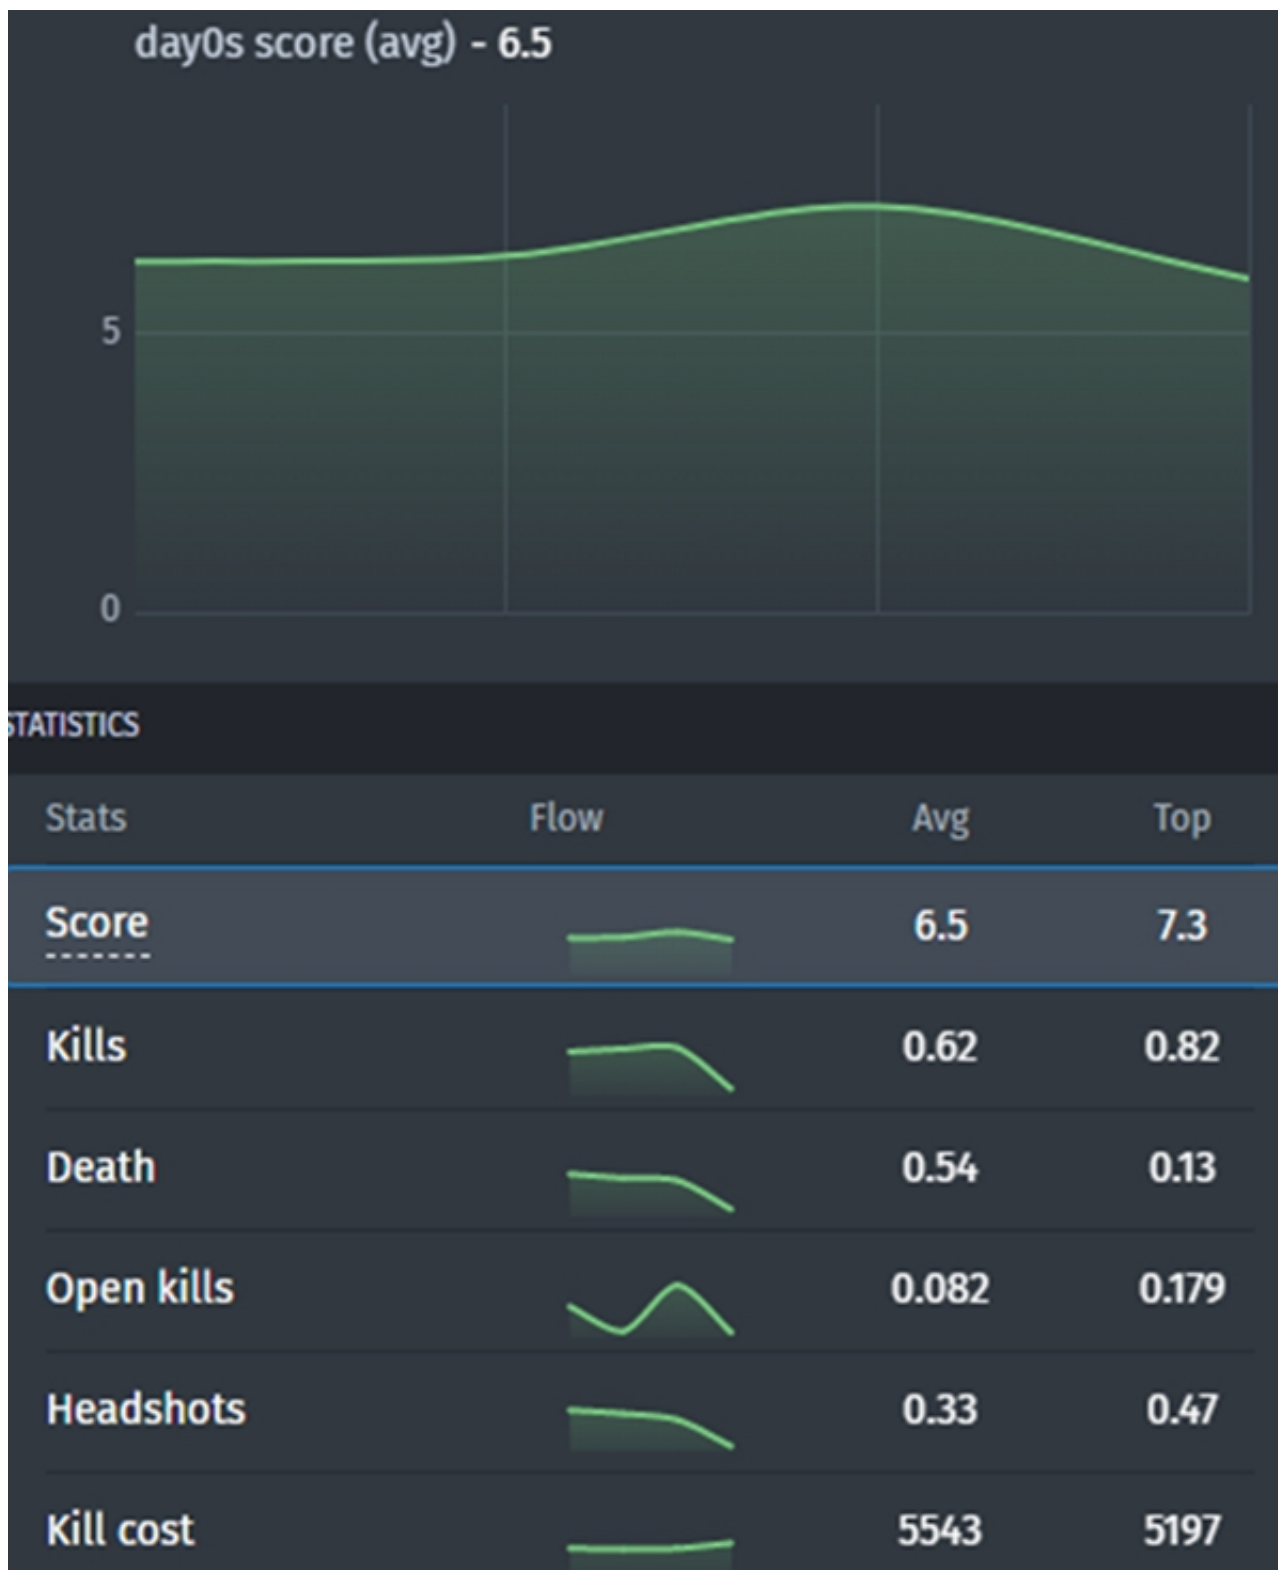 day0s score (avg) - 6.5
5
0
STATISTICS
Stats Flow Avg Top
Score 6.5 7.3
Kills 0.62 0.82
Death 0.54 0.13
Open kills 0.082 0.179
Headshots 0.33 0.47
Kill cost 5543 5197